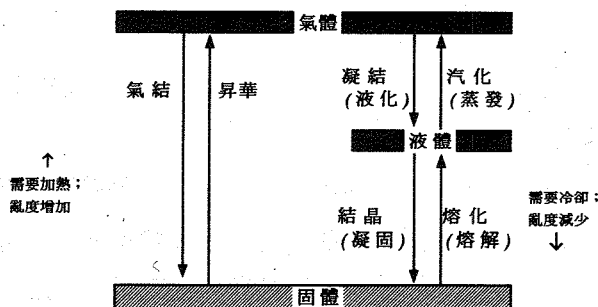 氣體
氣結
昇華
凝結
(液化)
汽化
(蒸發)
液體
↑
需要加熱；
亂度增加
結晶
(凝固)
熔化
(熔解)
需要冷卻；
亂度減少
↓
固體